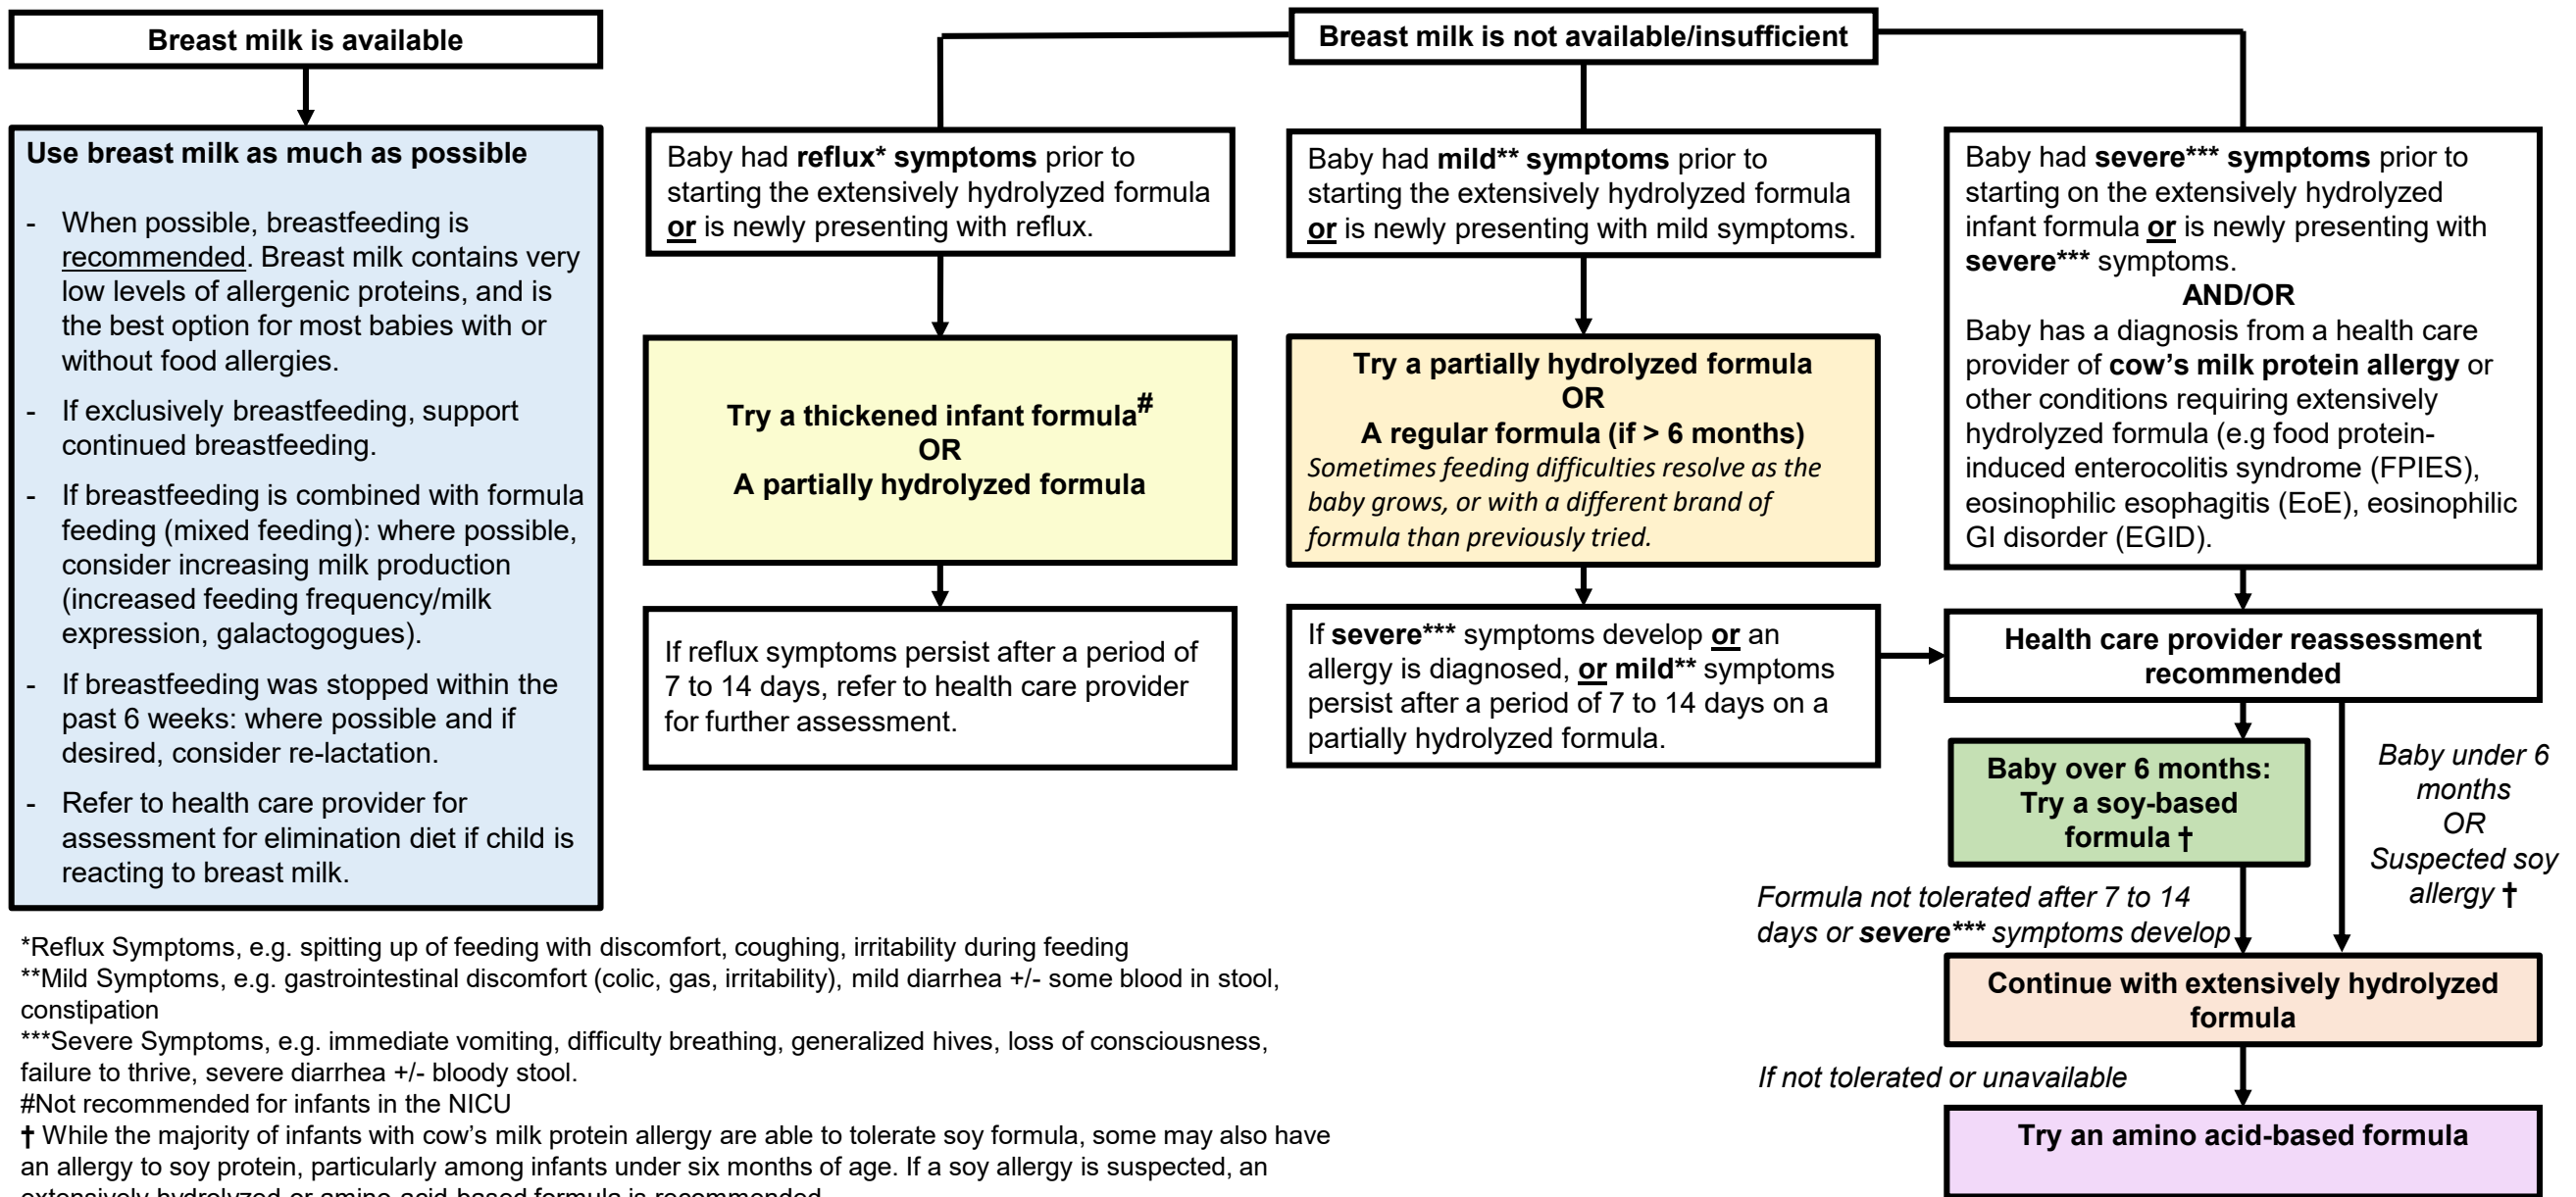 Breast milk is available
Use breast milk as much as possible
- When possible, breastfeeding is
recommended. Breast milk contains very
low levels of allergenic proteins, and is
the best option for most babies with or
without food allergies.
- If exclusively breastfeeding, support
continued breastfeeding.
- If breastfeeding is combined with formula
feeding (mixed feeding): where possible,
consider increasing milk production
(increased feeding frequency/milk
expression, galactogogues).
- If breastfeeding was stopped within the
past 6 weeks: where possible and if
desired, consider re-lactation.
- Refer to health care provider for
assessment for elimination diet if child is
reacting to breast milk.
Breast milk is not available/insufficient
Baby had reflux* symptoms prior to
starting the extensively hydrolyzed formula
or is newly presenting with reflux.
Try a thickened infant formula#
OR
A partially hydrolyzed formula
If reflux symptoms persist after a period of
7 to 14 days, refer to health care provider
for further assessment.
Baby had mild** symptoms prior to
starting the extensively hydrolyzed formula
or is newly presenting with mild symptoms.
Try a partially hydrolyzed formula
OR
A regular formula (if > 6 months)
Sometimes feeding difficulties resolve as the
baby grows, or with a different brand of
formula than previously tried.
If severe*** symptoms develop or an
allergy is diagnosed, or mild** symptoms
persist after a period of 7 to 14 days on a
partially hydrolyzed formula.
Baby had severe*** symptoms prior to
starting on the extensively hydrolyzed
infant formula or is newly presenting with
severe*** symptoms.
AND/OR
Baby has a diagnosis from a health care
provider of cow's milk protein allergy or
other conditions requiring extensively
hydrolyzed formula (e.g food protein-
induced enterocolitis syndrome (FPIES),
eosinophilic esophagitis (EoE), eosinophilic
GI disorder (EGID).
Health care provider reassessment
recommended
Baby over 6 months:
Try a soy-based
formula †
Baby under 6
months
OR
Suspected soy
allergy †
Formula not tolerated after 7 to 14
days or severe*** symptoms develop
Continue with extensively hydrolyzed
formula
If not tolerated or unavailable
Try an amino acid-based formula
*Reflux Symptoms, e.g. spitting up of feeding with discomfort, coughing, irritability during feeding
**Mild Symptoms, e.g. gastrointestinal discomfort (colic, gas, irritability), mild diarrhea +/- some blood in stool,
constipation
***Severe Symptoms, e.g. immediate vomiting, difficulty breathing, generalized hives, loss of consciousness,
failure to thrive, severe diarrhea +/- bloody stool.
#Not recommended for infants in the NICU
† While the majority of infants with cow's milk protein allergy are able to tolerate soy formula, some may also have
an allergy to soy protein, particularly among infants under six months of age. If a soy allergy is suspected, an
extensively hydrolyzed or amino acid-based formula is recommended